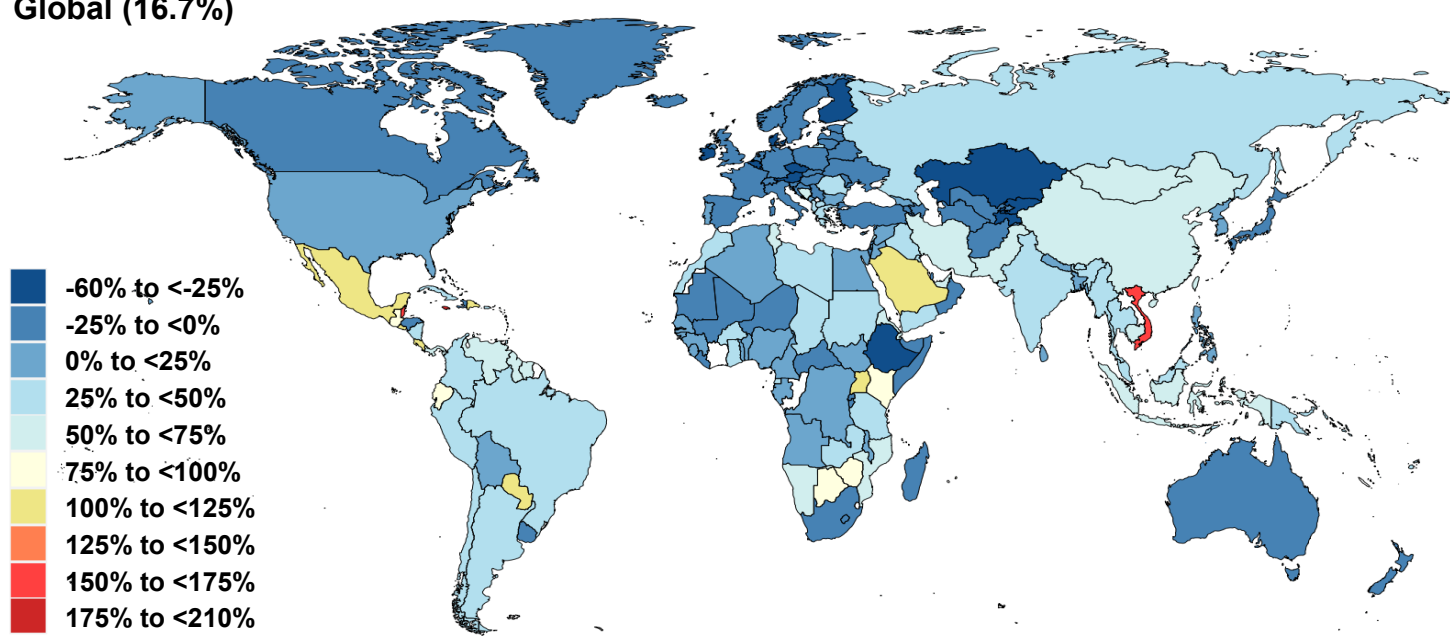 Global (16.7%)
-60% to <-25%
-25% to <0%
0% to <25%
25% to <50%
50% to <75%
75% to <100%
100% to <125%
125% to <150%
150% to <175%
175% to <210%